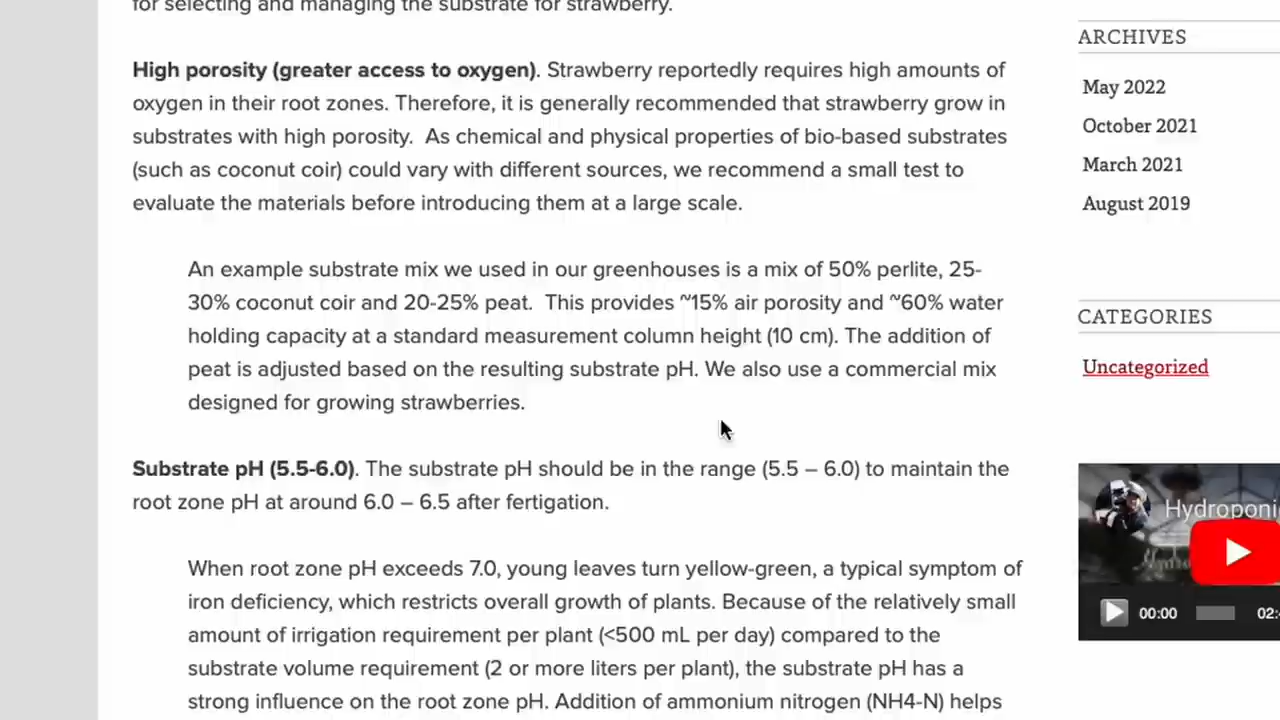 for selecting and managing the substrate for strawberry.
High porosity (greater access to oxygen). Strawberry reportedly requires high amounts of
oxygen in their root zones. Therefore, it is generally recommended that strawberry grow in
substrates with high porosity.  As chemical and physical properties of bio-based substrates
(such as coconut coir) could vary with different sources, we recommend a small test to
evaluate the materials before introducing them at a large scale.
An example substrate mix we used in our greenhouses is a mix of 50% perlite, 25-
30% coconut coir and 20-25% peat.  This provides ~15% air porosity and ~60% water
holding capacity at a standard measurement column height (10 cm). The addition of
peat is adjusted based on the resulting substrate pH. We also use a commercial mix
designed for growing strawberries.
Substrate pH (5.5-6.0). The substrate pH should be in the range (5.5 – 6.0) to maintain the
root zone pH at around 6.0 – 6.5 after fertigation.
When root zone pH exceeds 7.0, young leaves turn yellow-green, a typical symptom of
iron deficiency, which restricts overall growth of plants. Because of the relatively small
amount of irrigation requirement per plant (<500 mL per day) compared to the
substrate volume requirement (2 or more liters per plant), the substrate pH has a
strong influence on the root zone pH. Addition of ammonium nitrogen (NH4-N) helps
ARCHIVES
May 2022
October 2021
March 2021
August 2019
CATEGORIES
Uncategorized
Hydroponi
00:00
02: